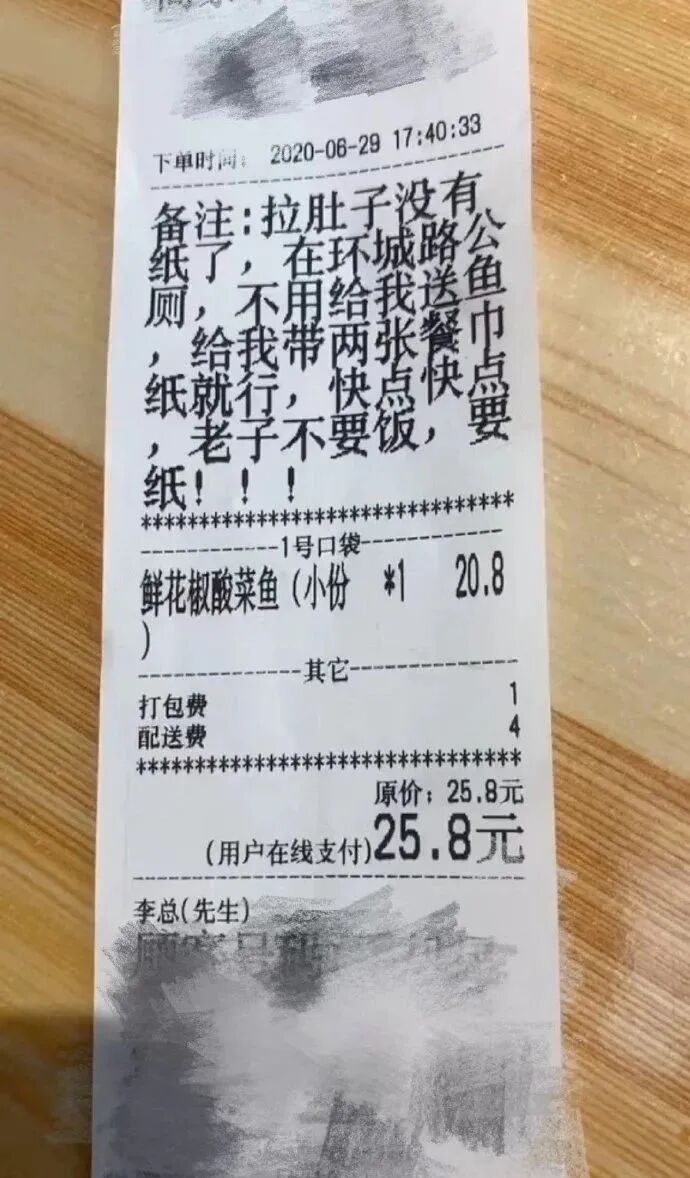 下单时间: 2020-06-29 17:40:33
备注:拉肚子没有
纸了，在环城路公
厕，不用给我送鱼
，给我带两张餐巾
纸就行，快点快点
，老子不要饭，要
纸！！！
********************************
------------1号口袋------------
鲜花椒酸菜鱼（小份 *1 20.8
）
--------------其它--------------
打包费 1
配送费 4
********************************
原价：25.8元
(用户在线支付)25.8元
李总(先生)